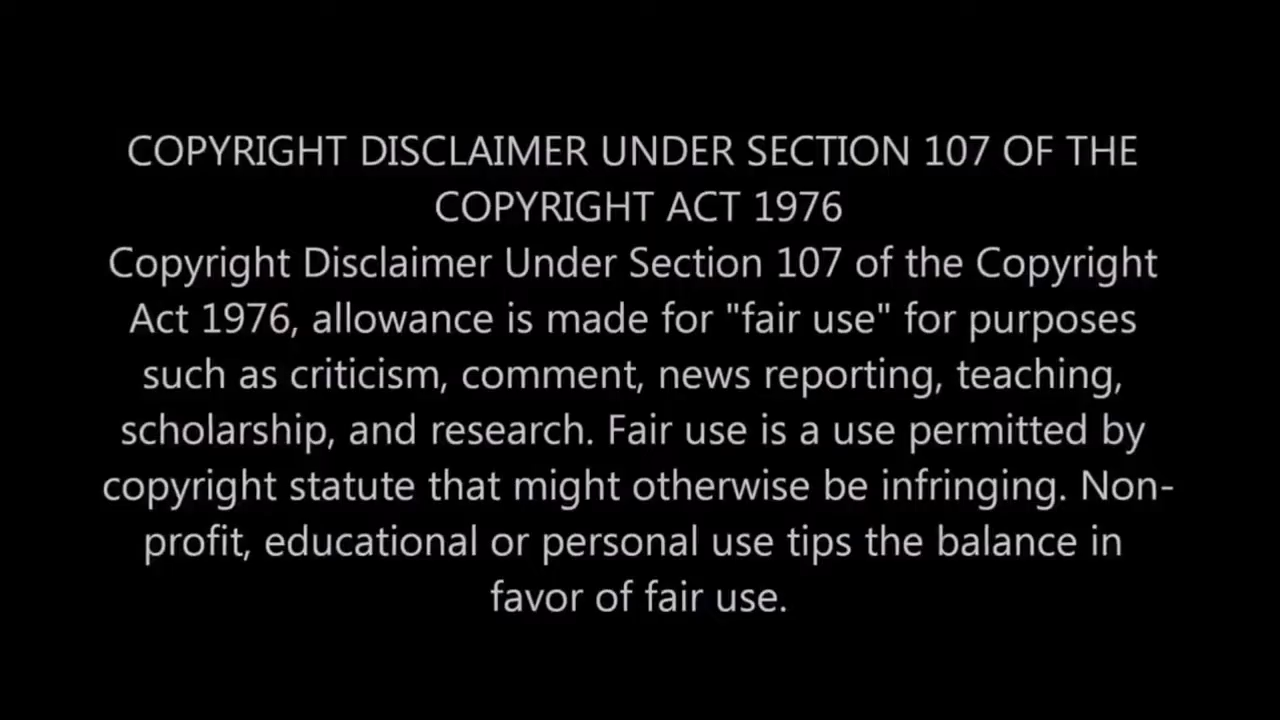 COPYRIGHT DISCLAIMER UNDER SECTION 107 OF THE
COPYRIGHT ACT 1976
Copyright Disclaimer Under Section 107 of the Copyright
Act 1976, allowance is made for "fair use" for purposes
such as criticism, comment, news reporting, teaching,
scholarship, and research. Fair use is a use permitted by
copyright statute that might otherwise be infringing. Non-
profit, educational or personal use tips the balance in
favor of fair use.